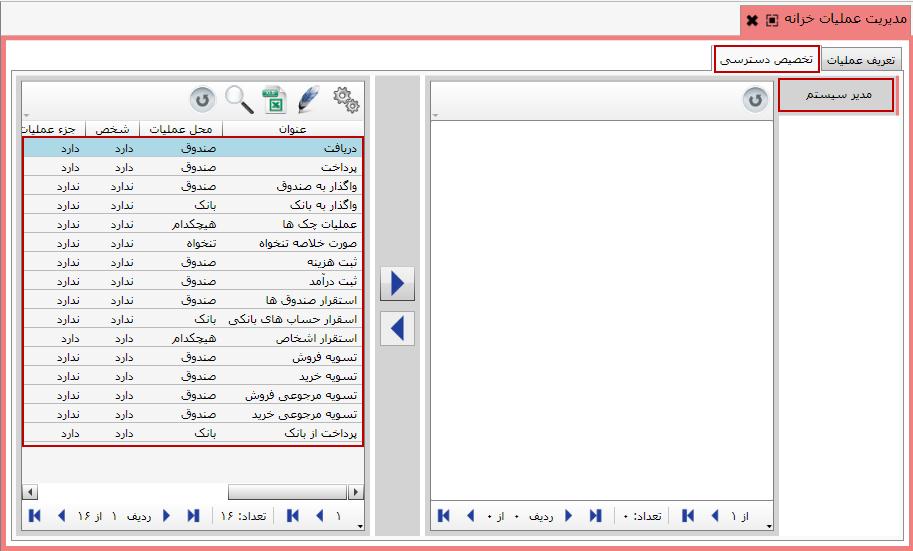 مدیریت عملیات خزانه
تعریف عملیات
تخصیص دسترسی
مدیر سیستم
عنوان محل عملیات شخص جزء عملیات
دریافت صندوق دارد دارد
پرداخت صندوق دارد دارد
واگذار به صندوق صندوق ندارد ندارد
واگذار به بانک بانک ندارد ندارد
عملیات چک ها هیچکدام ندارد ندارد
صورت خلاصه تنخواه تنخواه ندارد ندارد
ثبت هزینه صندوق ندارد ندارد
ثبت درآمد صندوق ندارد ندارد
استقرار صندوق ها صندوق ندارد ندارد
اسقرار حساب های بانکی بانک ندارد ندارد
استقرار اشخاص هیچکدام دارد دارد
تسویه فروش صندوق دارد ندارد
تسویه خرید صندوق دارد ندارد
تسویه مرجوعی فروش صندوق دارد ندارد
تسویه مرجوعی خرید صندوق دارد ندارد
پرداخت از بانک بانک دارد دارد
از ۱ تعداد: ۰ ردیف ۰ از ۰
۱ تعداد: ۱۶ ردیف ۱ از ۱۶